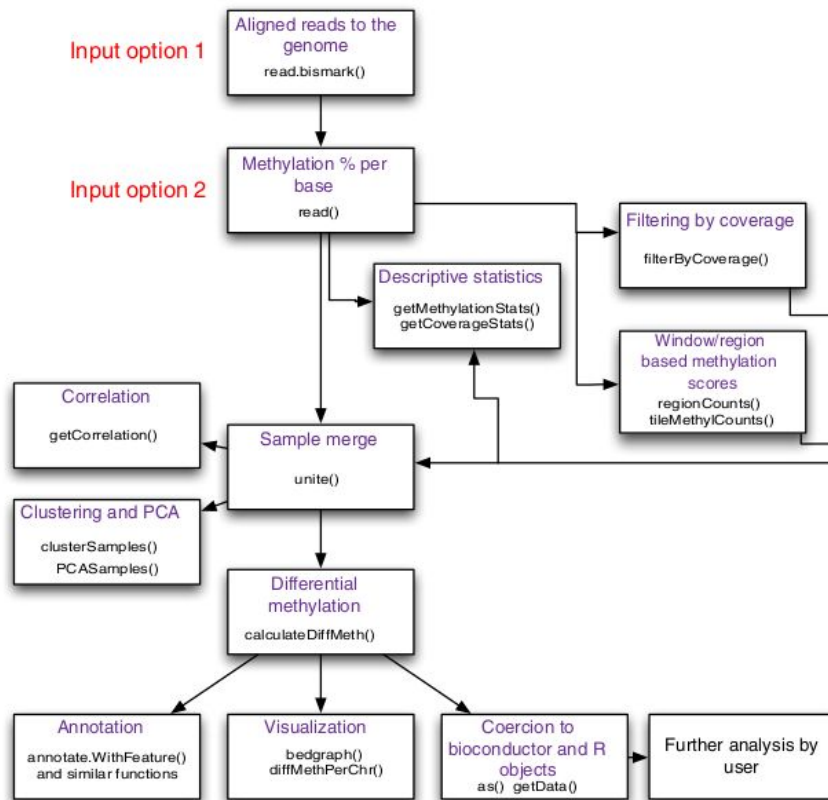 Input option 1
Aligned reads to the
genome
read.bismark()
Input option 2
Methylation % per
base
read()
Filtering by coverage
filterByCoverage()
Descriptive statistics
getMethylationStats()
getCoverageStats()
Window/region
based methylation
scores
regionCounts()
tileMethylCounts()
Correlation
getCorrelation()
Sample merge
unite()
Clustering and PCA
clusterSamples()
PCASamples()
Differential
methylation
calculateDiffMeth()
Annotation
annotate.WithFeature()
and similar functions
Visualization
bedgraph()
diffMethPerChr()
Coercion to
bioconductor and R
objects
as() getData()
Further analysis by
user